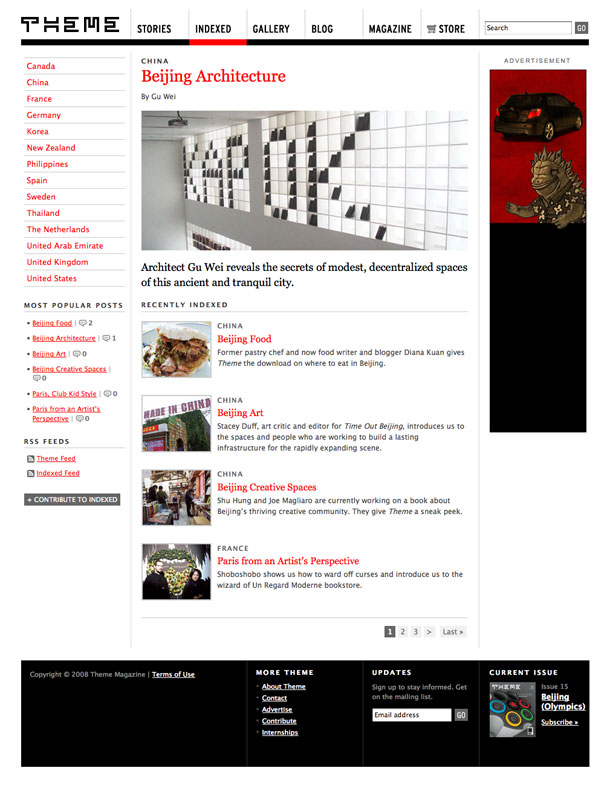 THEME
STORIES
INDEXED
GALLERY
BLOG
MAGAZINE
STORE
Search
GO
Canada
China
France
Germany
Korea
New Zealand
Philippines
Spain
Sweden
Thailand
The Netherlands
United Arab Emirate
United Kingdom
United States
MOST POPULAR POSTS
• Beijing Food | 2
• Beijing Architecture | 1
• Beijing Art | 0
• Beijing Creative Spaces |
0
• Paris, Club Kid Style | 0
• Paris from an Artist's
Perspective | 0
RSS FEEDS
Theme Feed
Indexed Feed
+ CONTRIBUTE TO INDEXED
CHINA
Beijing Architecture
By Gu Wei
Architect Gu Wei reveals the secrets of modest, decentralized spaces
of this ancient and tranquil city.
RECENTLY INDEXED
CHINA
Beijing Food
Former pastry chef and now food writer and blogger Diana Kuan gives
Theme the download on where to eat in Beijing.
MADE IN CHINA
CHINA
Beijing Art
Stacey Duff, art critic and editor for Time Out Beijing, introduces us to
the spaces and people who are working to build a lasting
infrastructure for the rapidly expanding scene.
CHINA
Beijing Creative Spaces
Shu Hung and Joe Magliaro are currently working on a book about
Beijing's thriving creative community. They give Theme a sneak peek.
FRANCE
Paris from an Artist's Perspective
Shoboshobo shows us how to ward off curses and introduce us to the
wizard of Un Regard Moderne bookstore.
1 2 3 > Last »
ADVERTISEMENT
Copyright © 2008 Theme Magazine | Terms of Use
MORE THEME
• About Theme
• Contact
• Advertise
• Contribute
• Internships
UPDATES
Sign up to stay informed. Get
on the mailing list.
Email address
GO
CURRENT ISSUE
THEME
Issue 15
Beijing
(Olympics)
Subscribe »